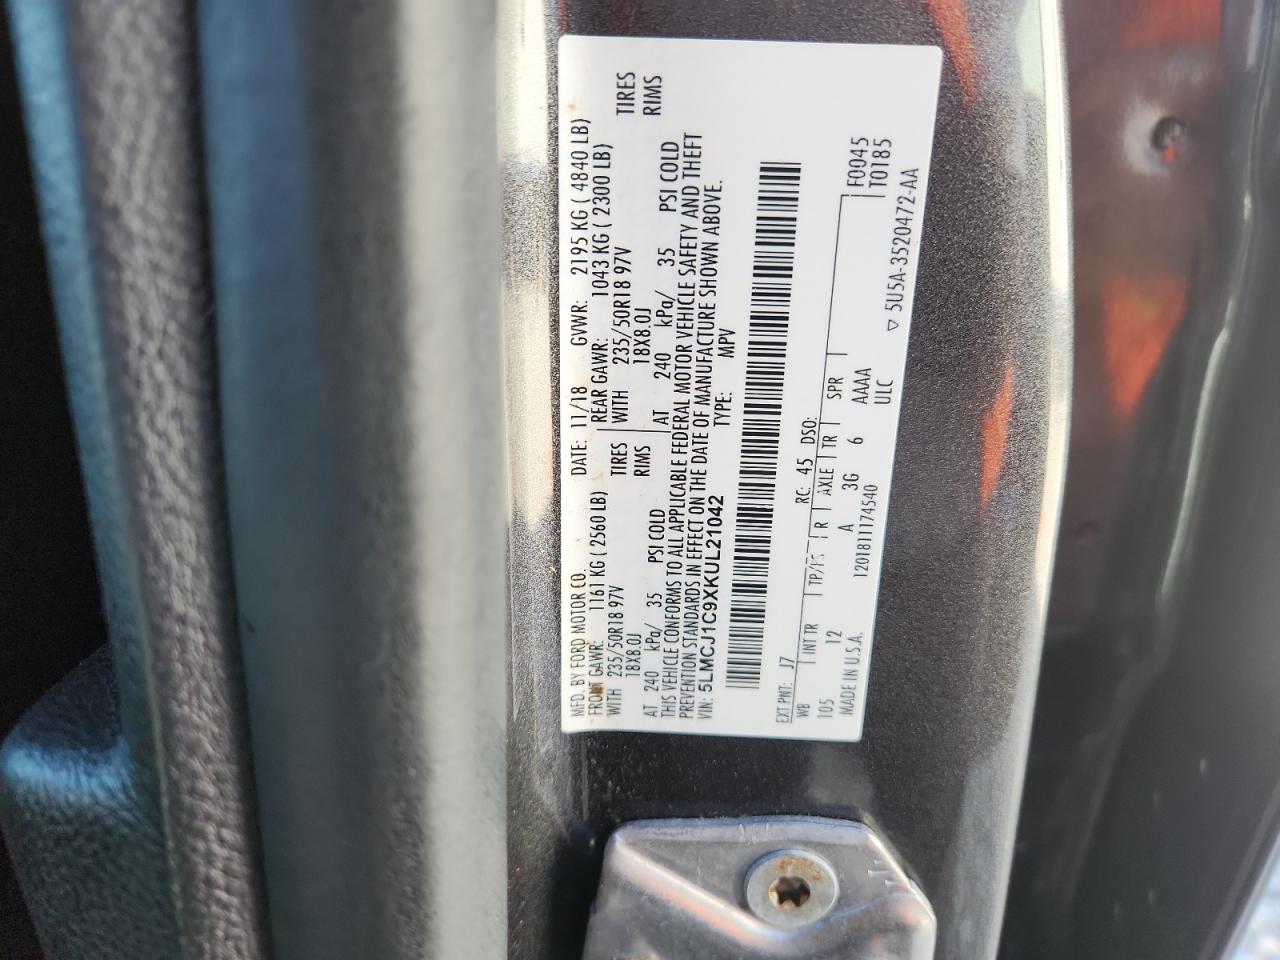 MFD. BY FORD MOTOR CO. DATE: 11/18 GVWR: 2195 KG ( 4840 LB)
FRONT GAWR: 1161 KG ( 2560 LB) REAR GAWR: 1043 KG ( 2300 LB)
WITH 235/50R18 97V TIRES WITH 235/50R18 97V TIRES
18X8.0J RIMS 18X8.0J RIMS
AT 240 kPa/ 35 PSI COLD AT 240 kPa/ 35 PSI COLD
THIS VEHICLE CONFORMS TO ALL APPLICABLE FEDERAL MOTOR VEHICLE SAFETY AND THEFT
PREVENTION STANDARDS IN EFFECT ON THE DATE OF MANUFACTURE SHOWN ABOVE.
VIN: 5LMCJ1C9XKUL21042 TYPE: MPV
EXT PNT: J7 RC: 45 DSO: F0045
WB INT TR TP/PS R AXLE TR SPR T0185
105 12 A 3G 6 AAAA
MADE IN U.S.A. 1201811174540 ULC
▽ 5U5A-3520472-AA